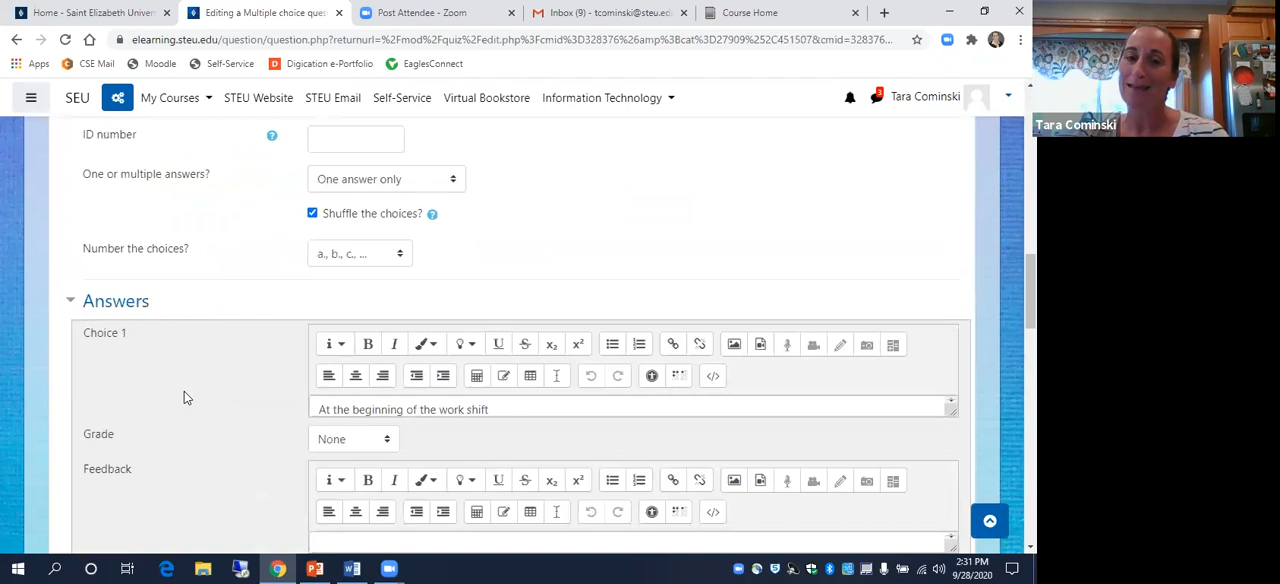 Home - Saint Elizabeth Univer
Editing a Multiple choice ques
Post Attendee - Zoom
Inbox (9) - tcominski@steu.ed
Course Home
elearning.steu.edu/question/question.php?returnurl=%2Fmod%2Fquiz%2Fedit.php%3Fcmid%3D328376%26amp%3Bcat%3D27909%252C451507&cmid=328376...
Apps
CSE Mail
Moodle
Self-Service
Digication e-Portfolio
EaglesConnect
SEU
My Courses
SEU Website
SEU Email
Self-Service
Virtual Bookstore
Information Technology
3
Tara Cominski
Tara Cominski
ID number
One or multiple answers?
One answer only
Shuffle the choices?
Number the choices?
a., b., c., ...
Answers
Choice 1
At the beginning of the work shift
Grade
None
Feedback
2:31 PM
9/28/2020